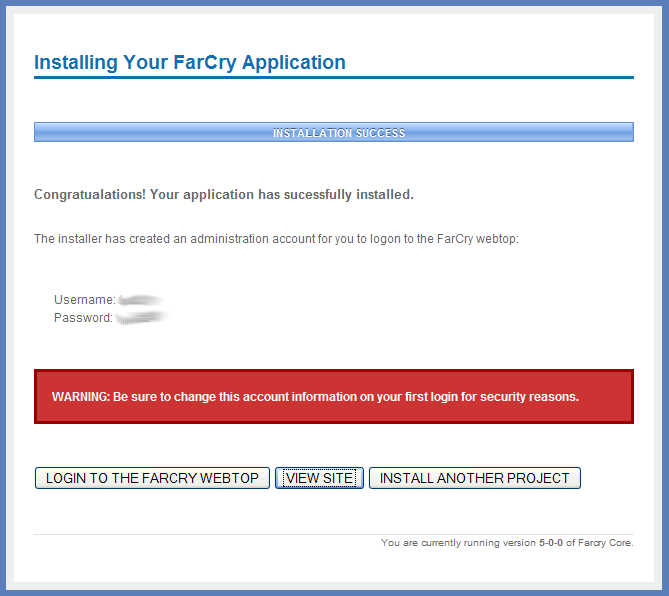 Installing Your FarCry Application
INSTALLATION SUCCESS
Congratualations! Your application has sucessfully installed.
The installer has created an administration account for you to logon to the FarCry webtop:
Username:
Password:
WARNING: Be sure to change this account information on your first login for security reasons.
LOGIN TO THE FARCRY WEBTOP VIEW SITE INSTALL ANOTHER PROJECT
You are currently running version 5-0-0 of Farcry Core.